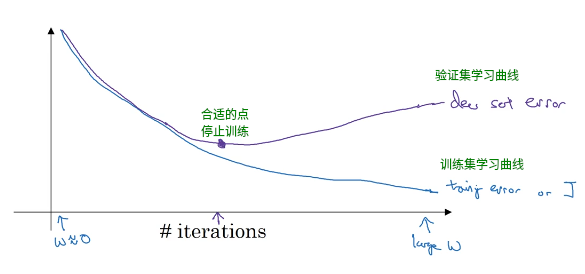 验证集学习曲线
dev set error
合适的点
停止训练
训练集学习曲线
error or J
# iterations
w≈0
large w